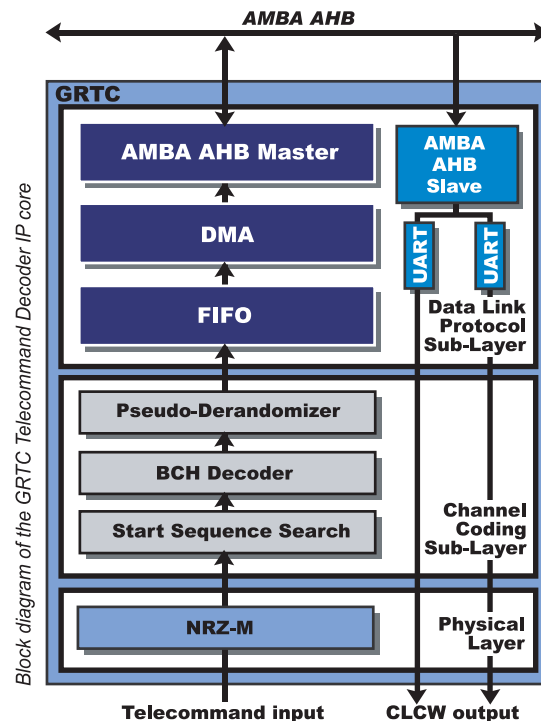 AMBA AHB
GRTC
AMBA AHB Master
AMBA
AHB
Slave
DMA
UART
UART
FIFO
Data Link
Protocol
Sub-Layer
Pseudo-Derandomizer
BCH Decoder
Start Sequence Search
Channel
Coding
Sub-Layer
NRZ-M
Physical
Layer
Telecommand input
CLCW output
Block diagram of the GRTC Telecommand Decoder IP core